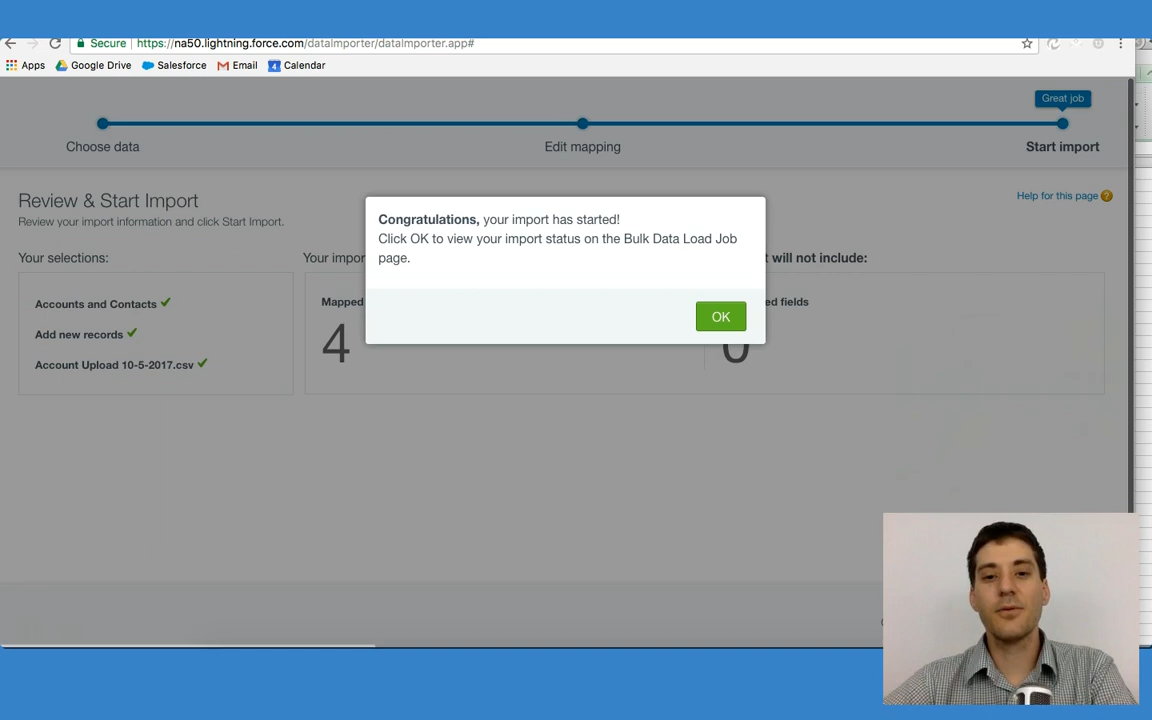 Secure https://na50.lightning.force.com/dataImporter/dataImporter.app#
Apps Google Drive Salesforce Email 4 Calendar
Great job
Choose data Edit mapping Start import
Review & Start Import
Help for this page ?
Review your import information and click Start Import.
Congratulations, your import has started!
Click OK to view your import status on the Bulk Data Load Job
page.
OK
Your selections: Your impor t will not include:
Accounts and Contacts
Add new records
Account Upload 10-5-2017.csv
Mapped ed fields
4 0